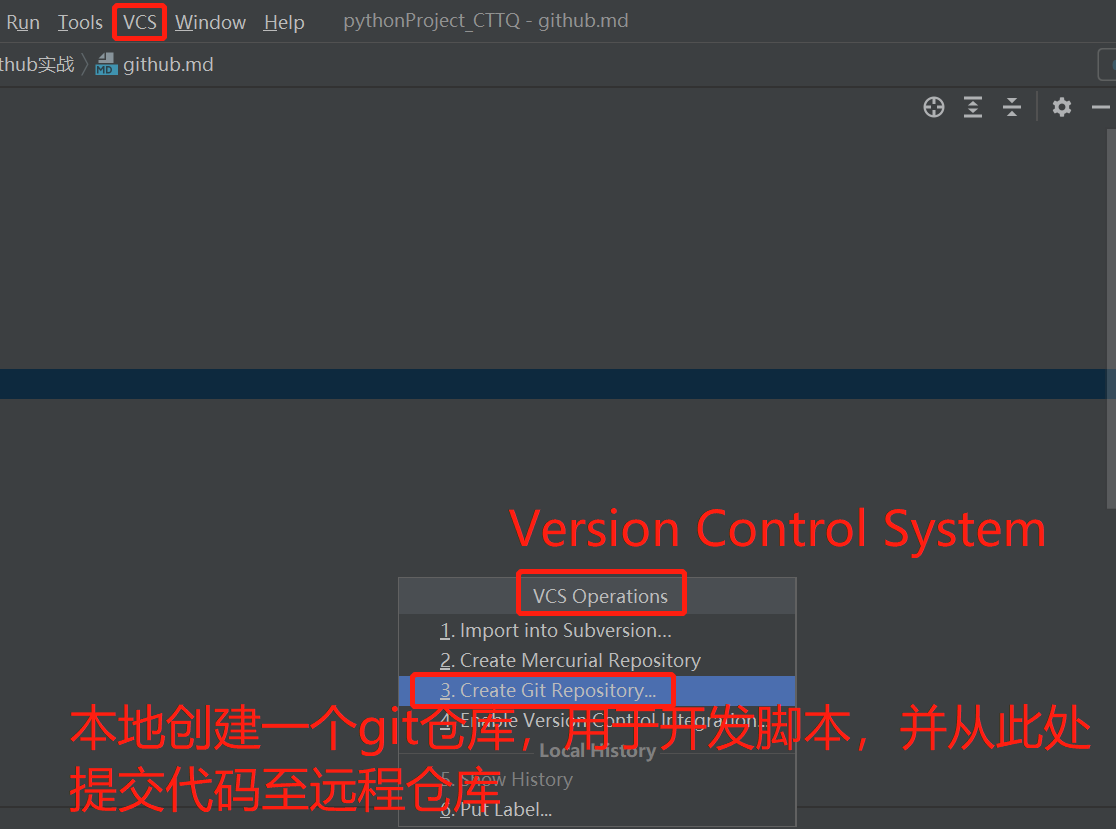 Run Tools VCS Window Help pythonProject_CTTQ - github.md
thub实战 github.md
MD
Version Control System
VCS Operations
1. Import into Subversion...
2. Create Mercurial Repository
3. Create Git Repository...
4. Enable Version Control Integration...
本地创建一个git仓库，用于开发脚本，并从此处
Local History
提交代码至远程仓库
5. Show History
6. Put Label...